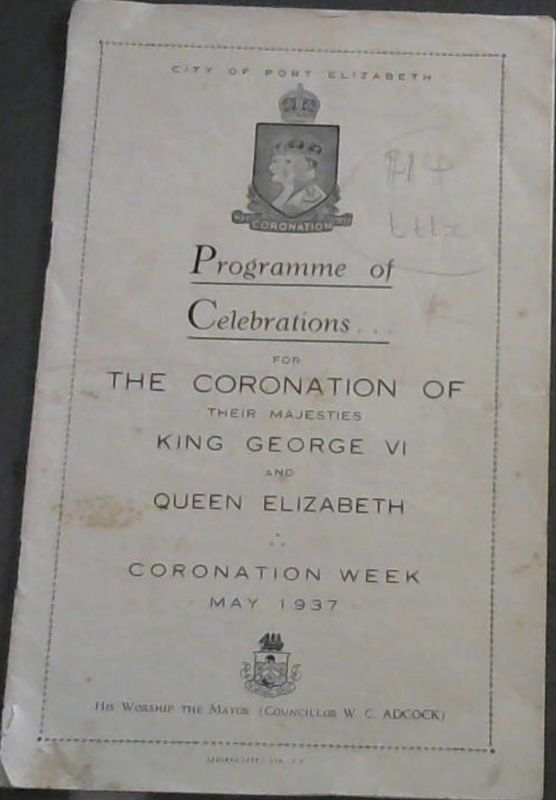 CITY OF PORT ELIZABETH
CORONATION
Programme of
Celebrations...
FOR
THE CORONATION OF
THEIR MAJESTIES
KING GEORGE VI
AND
QUEEN ELIZABETH
CORONATION WEEK
MAY 1937
HIS WORSHIP THE MAYOR (COUNCILLOR W. C. ADCOCK)